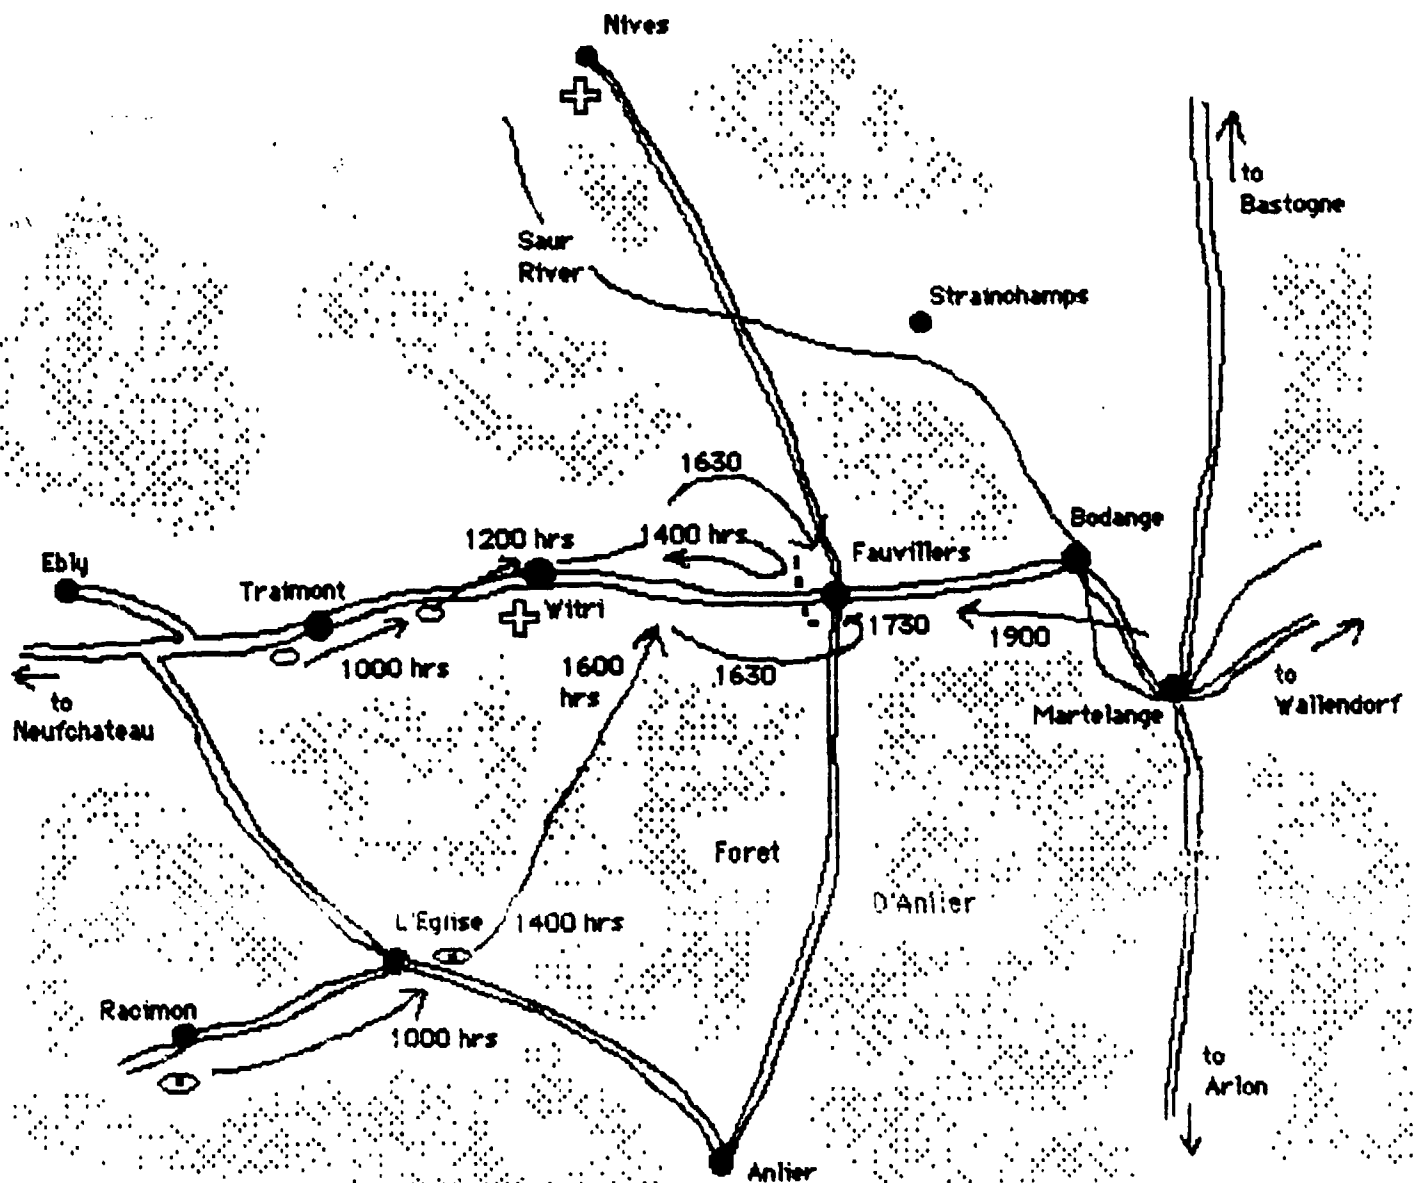 Nives
to
Bastogne
Saur
River
Strainchamps
1630
Bodange
1200 hrs
1400 hrs
Fauvillers
Ebly
Traimont
Witri
1730
1900
1000 hrs
1600
hrs
1630
to
Neufchateau
to
Wallendorf
Martelange
Foret
D'Anlier
L'Eglise
1400 hrs
Racimon
1000 hrs
to
Arlon
Anlier